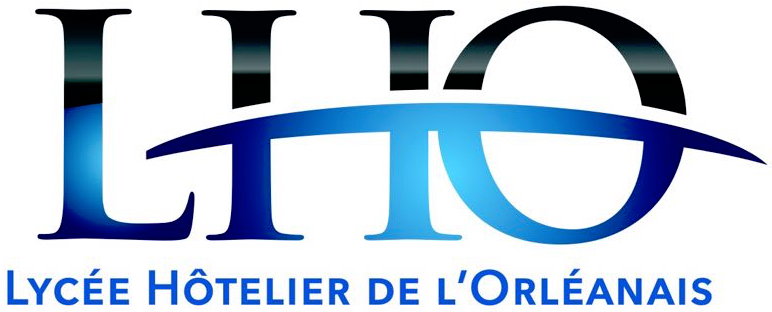 LHO
LYCÉE HÔTELIER DE L'ORLÉANAIS